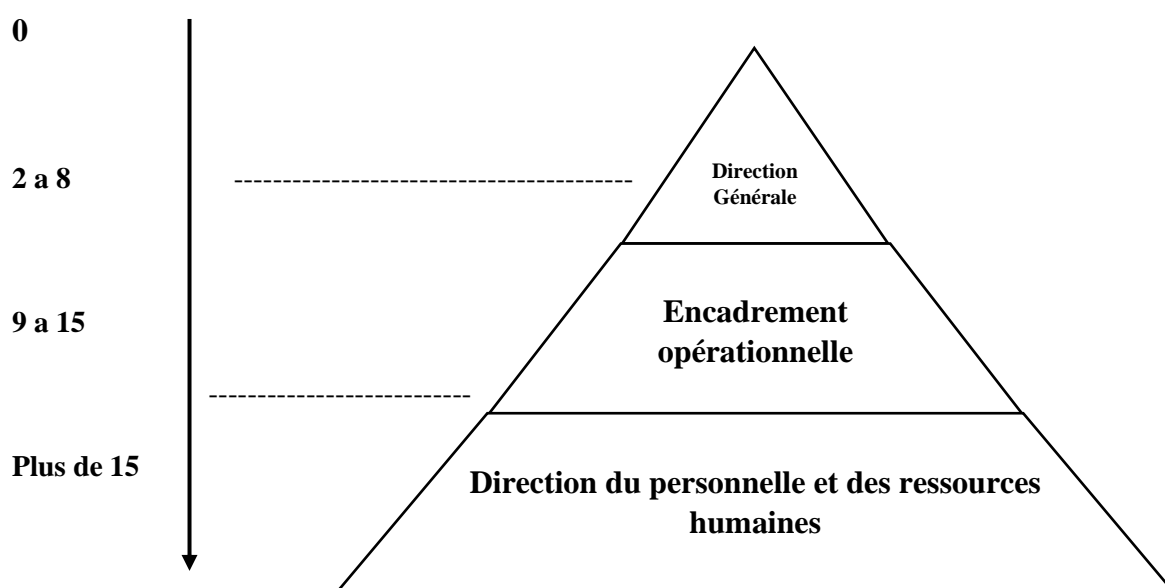 0
2 a 8
Direction
Générale
9 a 15
Encadrement
opérationnelle
Plus de 15
Direction du personnelle et des ressources
humaines